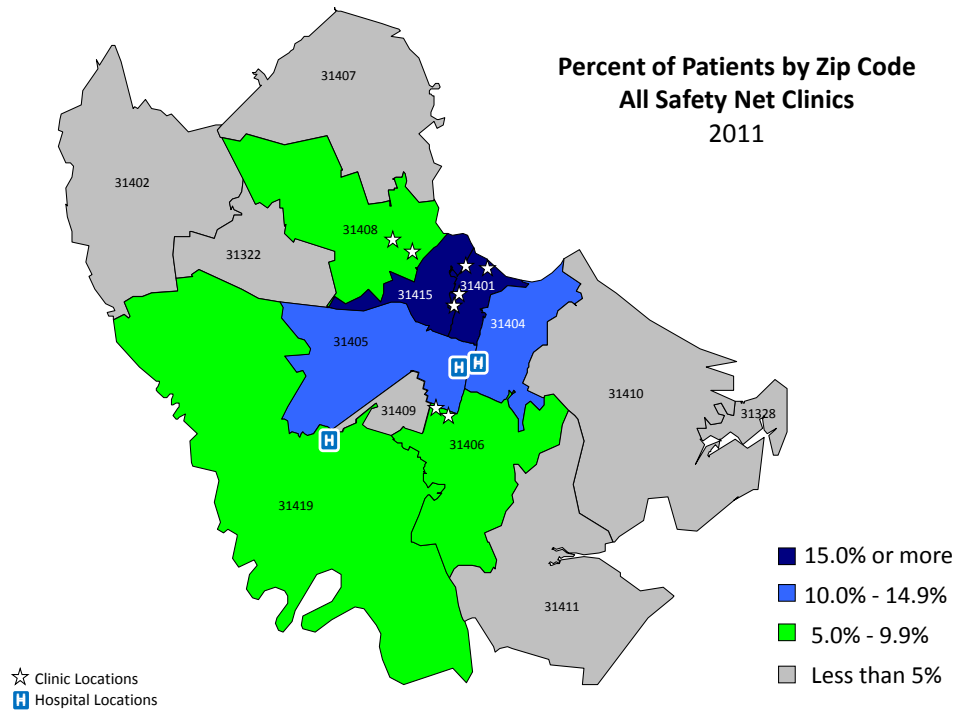 Percent of Patients by Zip Code
All Safety Net Clinics
2011
31407
31402
31408
31322
31415
31401
31404
31405
31410
31409
31328
31406
31419
31411
15.0% or more
10.0% - 14.9%
5.0% - 9.9%
Less than 5%
Clinic Locations
H Hospital Locations
H
H
H